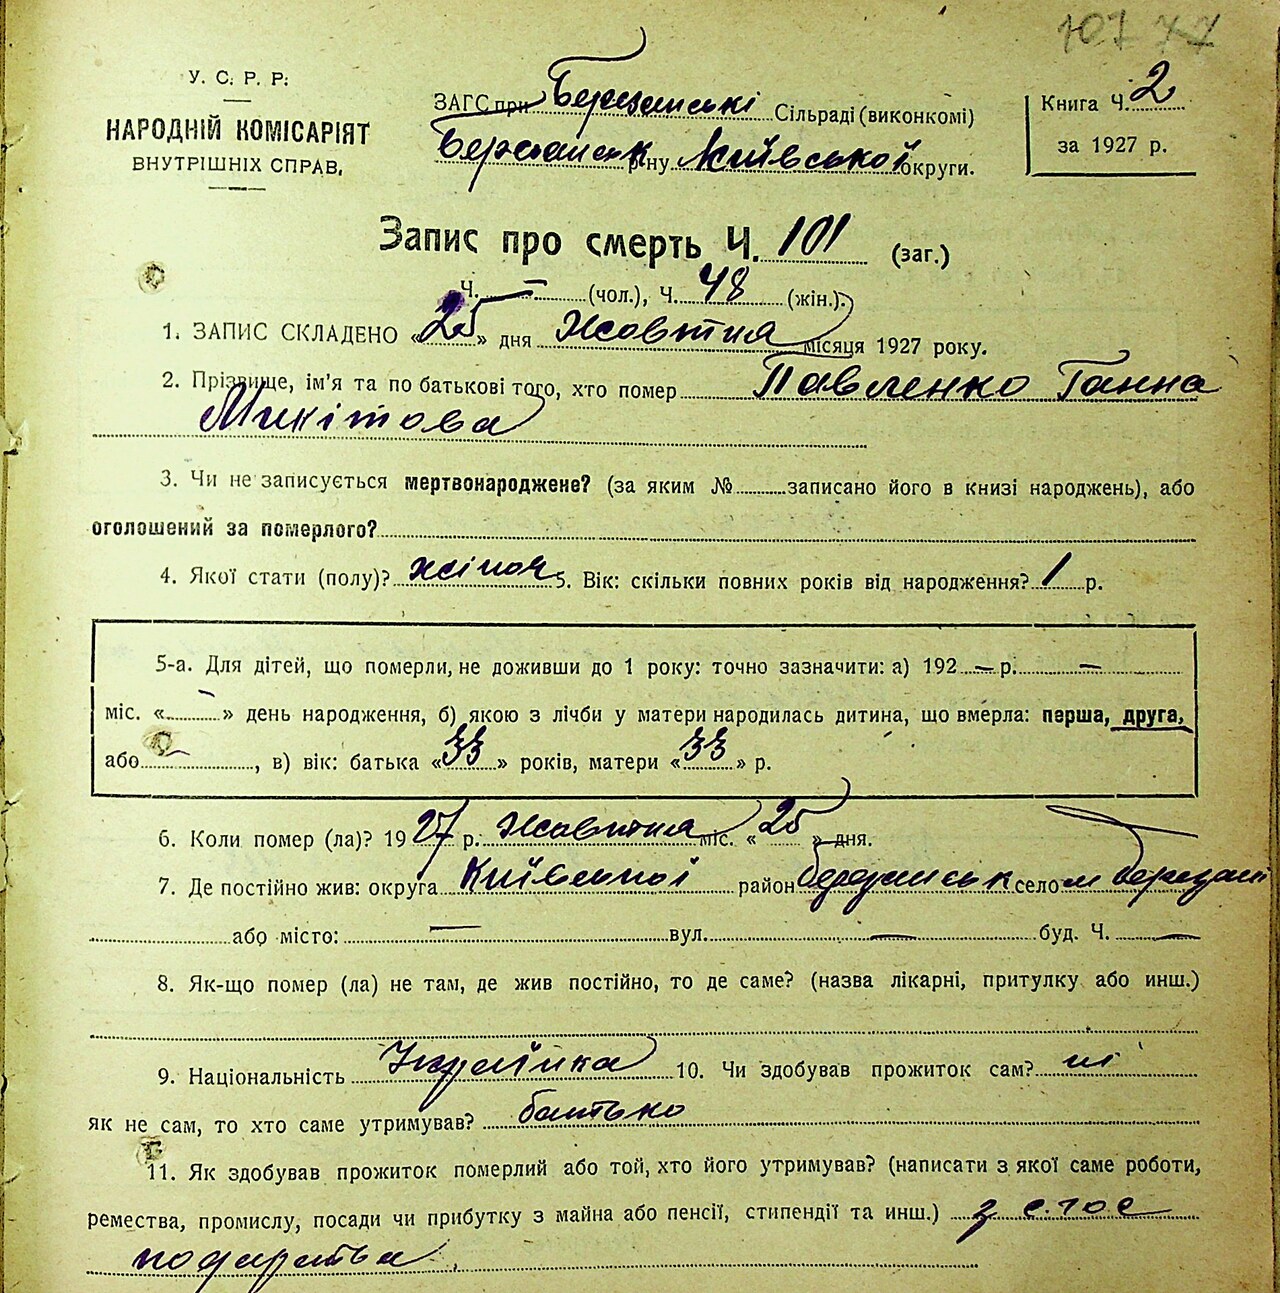 107 77
У. С. Р. Р.
НАРОДНІЙ КОМІСАРІЯТ
ВНУТРІШНІХ СПРАВ.
ЗАГС при Березанські Сільраді (виконкомі)
Березанськ р-ну Київської округи.
Книга Ч. 2
за 1927 р.
Запис про смерть Ч. 101 (заг.)
Ч. – (чол.), Ч. 48 (жін.).
1. ЗАПИС СКЛАДЕНО «25» дня Жовтня місяця 1927 року.
2. Прізвище, ім'я та по батькові того, хто помер Павленко Ганна
Микітова
3. Чи не записується мертвонароджене? (за яким № записано його в книзі народжень), або
оголошений за померлого?
4. Якої стати (полу)? жіноч 5. Вік: скільки повних років від народження? 1 р.
5-а. Для дітей, що померли, не доживши до 1 року: точно зазначити: а) 192 – р. –
міс. « – » день народження, б) якою з лічби у матери народилась дитина, що вмерла: перша, друга,
або –, в) вік: батька «33» років, матери «33» р.
6. Коли помер (ла)? 1927 р. Жовтня міс. «25» дня.
7. Де постійно жив: округа Київської район Березанськ село м Березань
або місто: – вул. – буд. Ч. –
8. Як-що помер (ла) не там, де жив постійно, то де саме? (назва лікарні, притулку або инш.)
9. Національність Українка 10. Чи здобував прожиток сам? ні
як не сам, то хто саме утримував? батько
11. Як здобував прожиток померлий або той, хто його утримував? (написати з якої саме роботи,
ремества, промислу, посади чи прибутку з майна або пенсії, стипендії та инш.) з с. гос
подарства